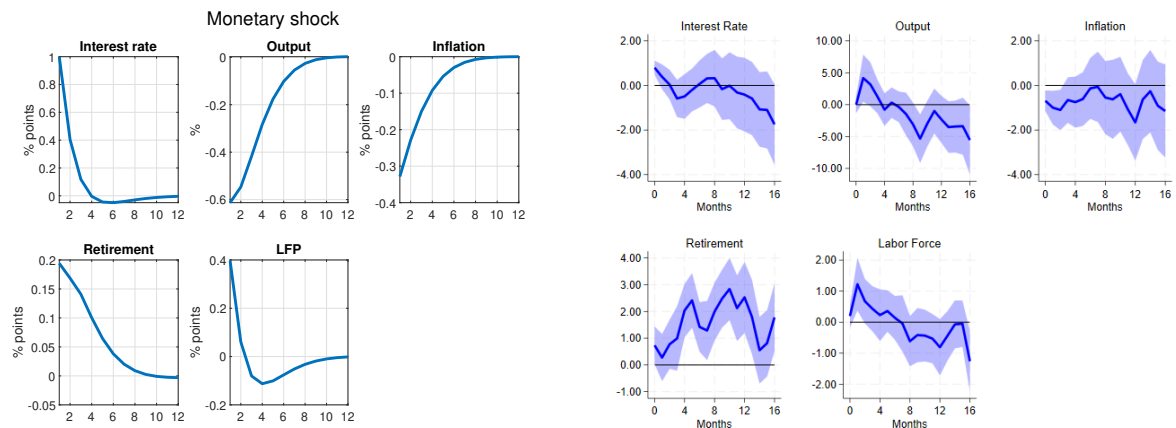 Monetary shock
Interest rate
Output
Inflation
% points
1
0.8
0.6
0.4
0.2
0
2 4 6 8 10 12
%
0
-0.2
-0.4
-0.6
2 4 6 8 10 12
% points
0
-0.1
-0.2
-0.3
-0.4
2 4 6 8 10 12
Retirement
LFP
% points
0.2
0.15
0.1
0.05
0
-0.05
2 4 6 8 10 12
% points
0.4
0.2
0
-0.2
2 4 6 8 10 12
Interest Rate
2.00
0.00
-2.00
-4.00
0 4 8 12 16
Months
Output
10.00
5.00
0.00
-5.00
-10.00
0 4 8 12 16
Months
Inflation
2.00
0.00
-2.00
-4.00
0 4 8 12 16
Months
Retirement
4.00
3.00
2.00
1.00
0.00
-1.00
0 4 8 12 16
Months
Labor Force
2.00
1.00
0.00
-1.00
-2.00
0 4 8 12 16
Months